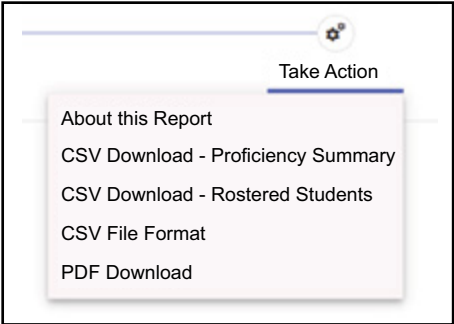 Take Action
About this Report
CSV Download - Proficiency Summary
CSV Download - Rostered Students
CSV File Format
PDF Download